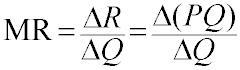 MR = ΔR/ΔQ = Δ(PQ)/ΔQ